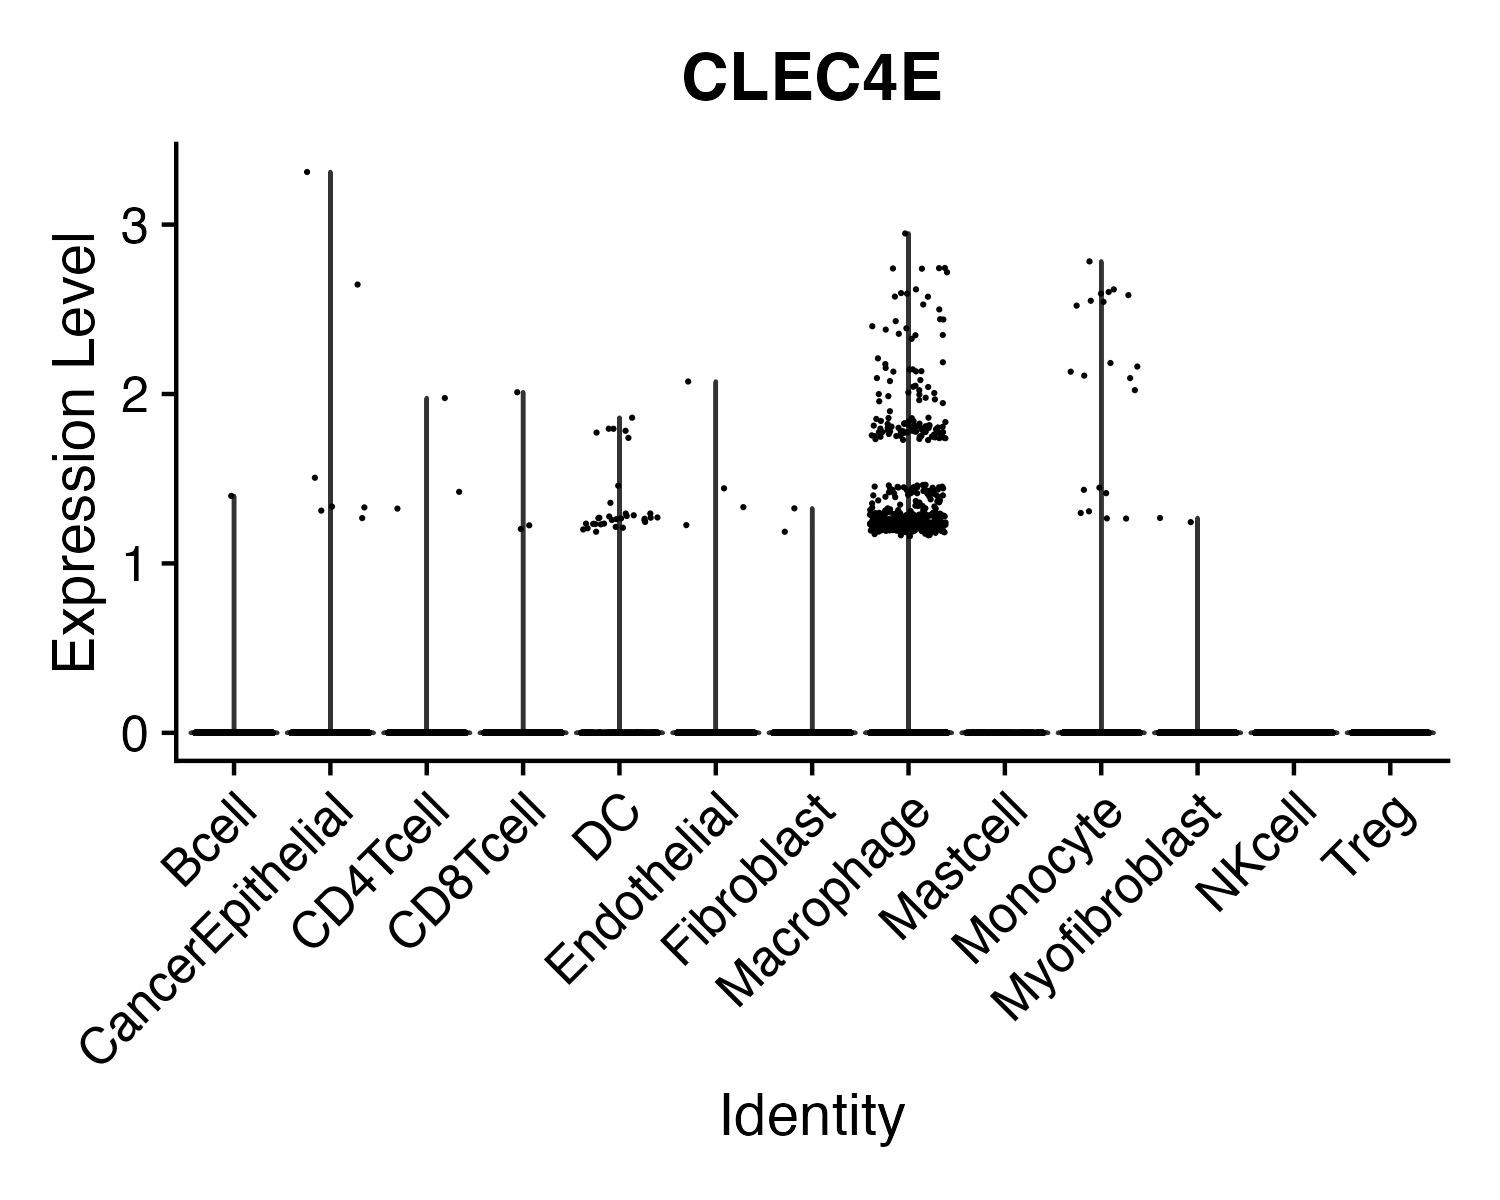 CLEC4E
Expression Level
3
2
1
0
Bcell
CancerEpithelial
CD4Tcell
CD8Tcell
DC
Endothelial
Fibroblast
Macrophage
Mastcell
Monocyte
Myofibroblast
NKcell
Treg
Identity